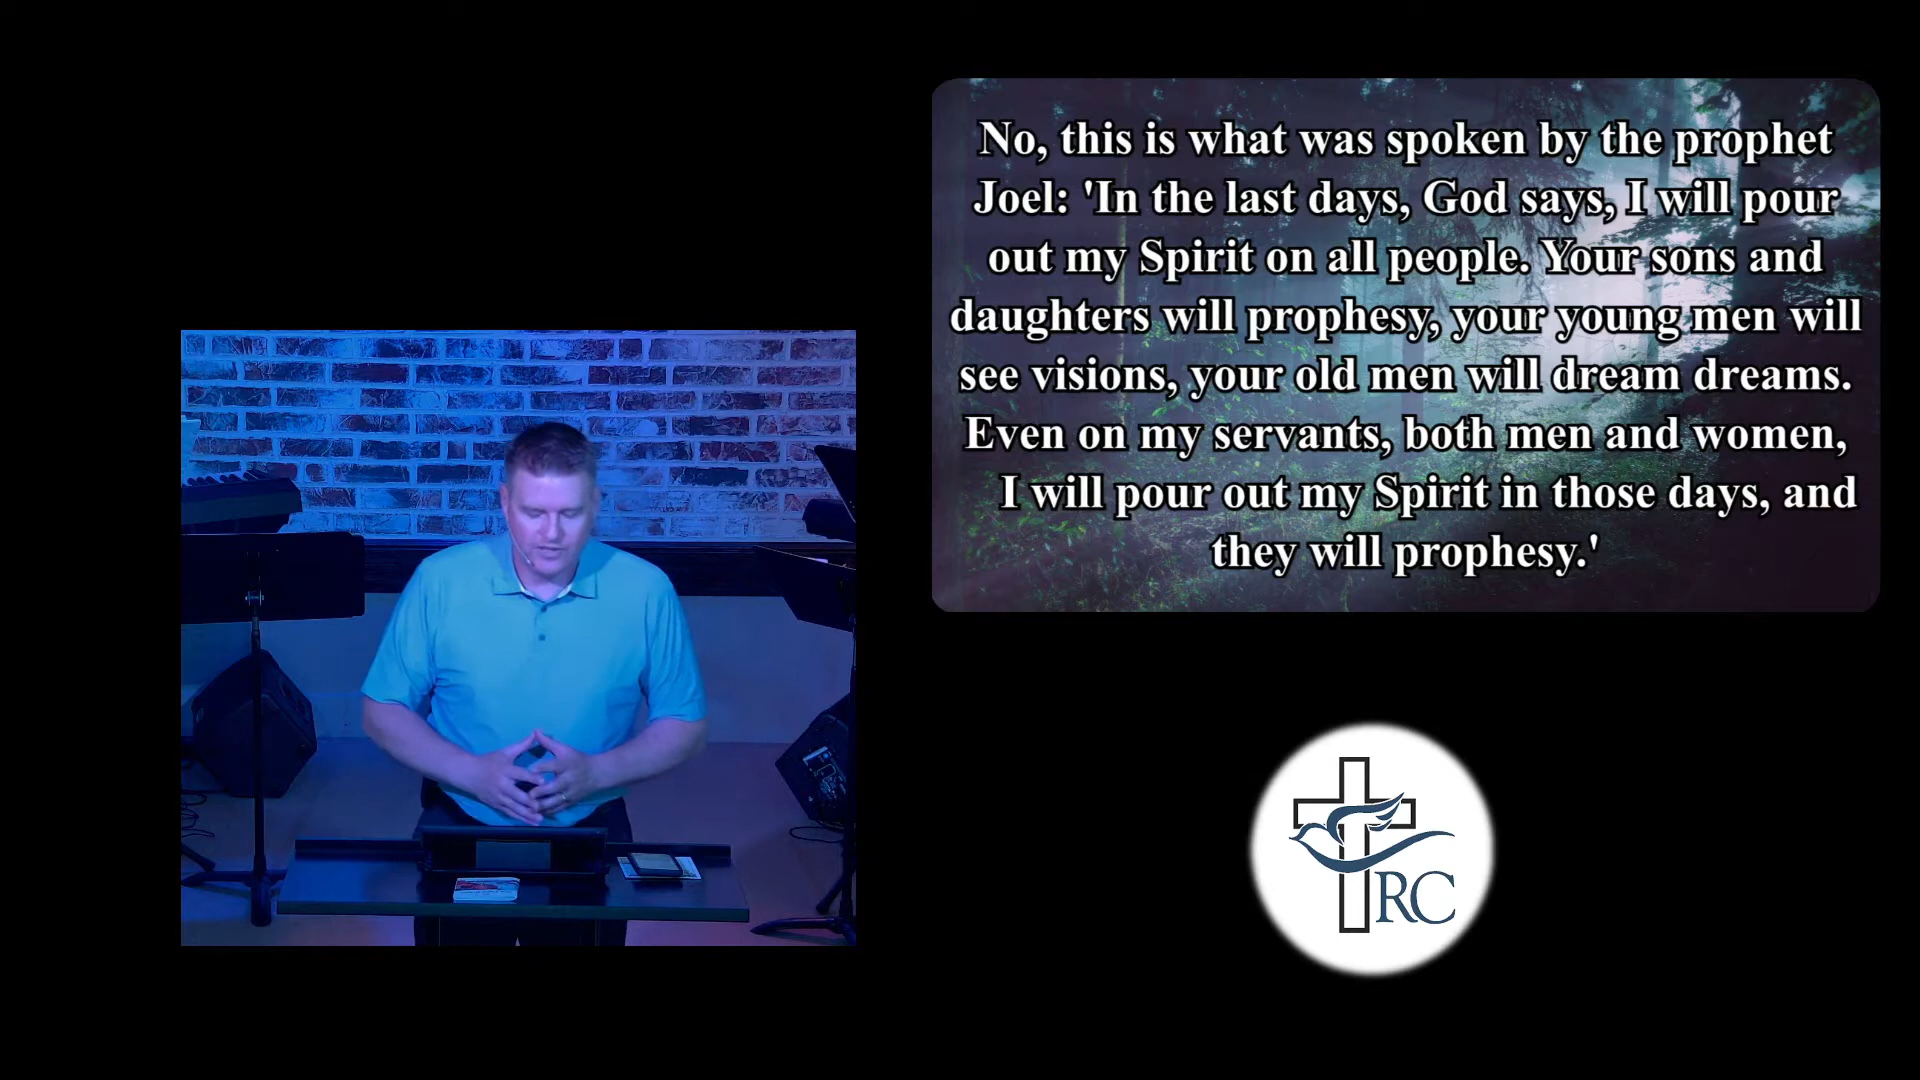 No, this is what was spoken by the prophet
Joel: 'In the last days, God says, I will pour
out my Spirit on all people. Your sons and
daughters will prophesy, your young men will
see visions, your old men will dream dreams.
Even on my servants, both men and women,
I will pour out my Spirit in those days, and
they will prophesy.'
RC